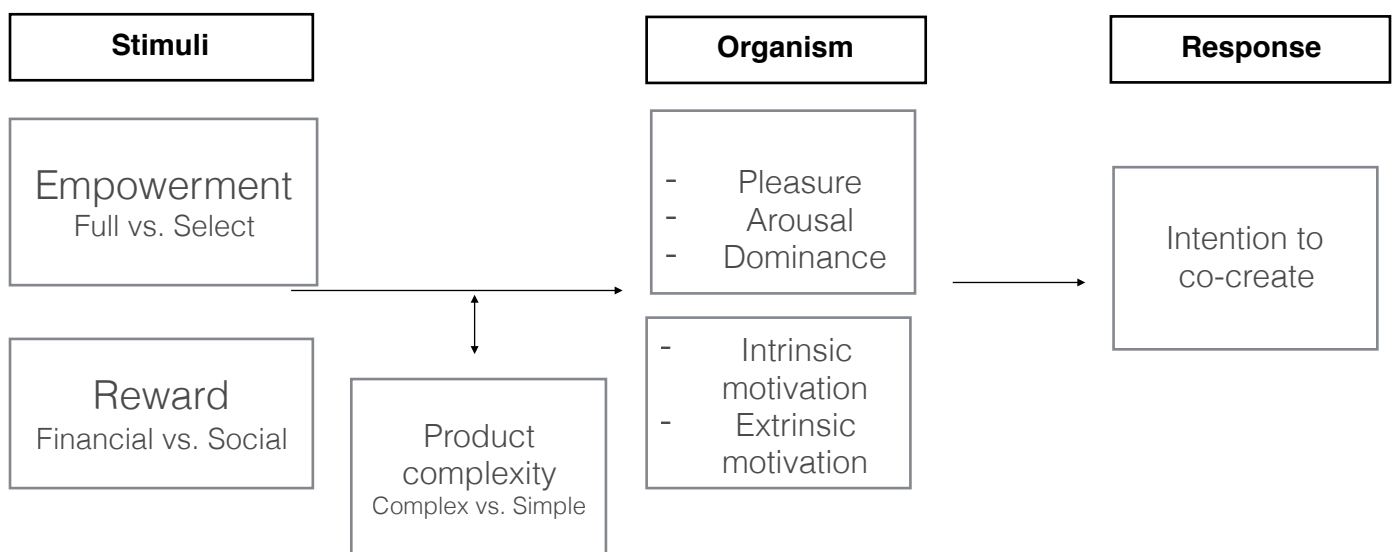 Stimuli
Organism
Response
Empowerment
Full vs. Select
- Pleasure
- Arousal
- Dominance
Intention to
co-create
Reward
Financial vs. Social
Product
complexity
Complex vs. Simple
- Intrinsic
motivation
- Extrinsic
motivation